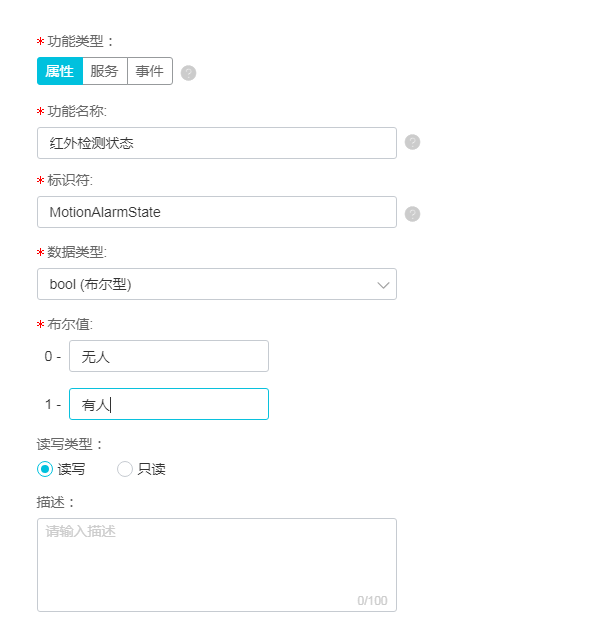 * 功能类型：
属性 服务 事件 ?
* 功能名称:
红外检测状态 ?
* 标识符:
MotionAlarmState ?
* 数据类型:
bool (布尔型)
* 布尔值:
0 - 无人
1 - 有人
读写类型：
读写 只读
描述：
请输入描述
0/100